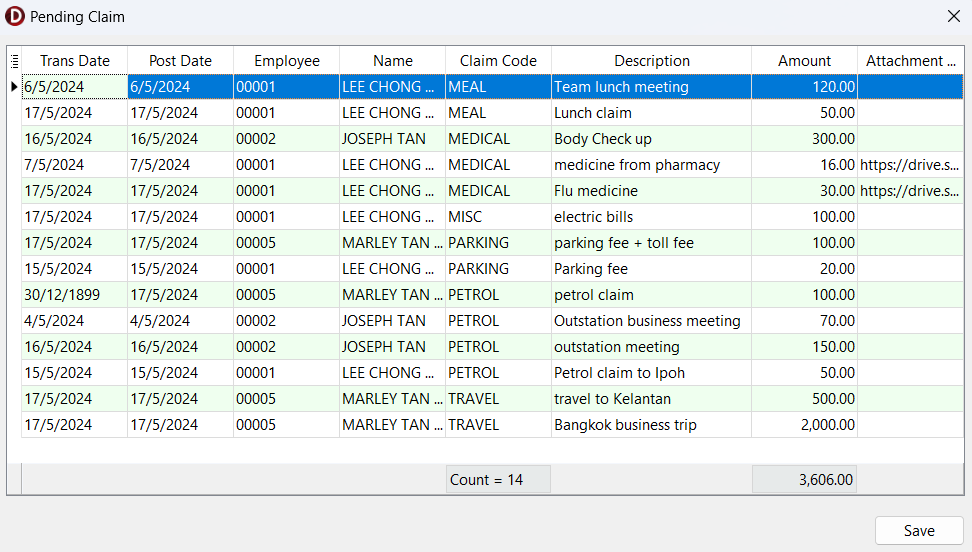 Pending Claim
Trans Date Post Date Employee Name Claim Code Description Amount Attachment ...
6/5/2024 6/5/2024 00001 LEE CHONG ... MEAL Team lunch meeting 120.00
17/5/2024 17/5/2024 00001 LEE CHONG ... MEAL Lunch claim 50.00
16/5/2024 16/5/2024 00002 JOSEPH TAN MEDICAL Body Check up 300.00
7/5/2024 7/5/2024 00001 LEE CHONG ... MEDICAL medicine from pharmacy 16.00 https://drive.s...
17/5/2024 17/5/2024 00001 LEE CHONG ... MEDICAL Flu medicine 30.00 https://drive.s...
17/5/2024 17/5/2024 00001 LEE CHONG ... MISC electric bills 100.00
17/5/2024 17/5/2024 00005 MARLEY TAN ... PARKING parking fee + toll fee 100.00
15/5/2024 15/5/2024 00001 LEE CHONG ... PARKING Parking fee 20.00
30/12/1899 17/5/2024 00005 MARLEY TAN ... PETROL petrol claim 100.00
4/5/2024 4/5/2024 00002 JOSEPH TAN PETROL Outstation business meeting 70.00
16/5/2024 16/5/2024 00002 JOSEPH TAN PETROL outstation meeting 150.00
15/5/2024 15/5/2024 00001 LEE CHONG ... PETROL Petrol claim to Ipoh 50.00
17/5/2024 17/5/2024 00005 MARLEY TAN ... TRAVEL travel to Kelantan 500.00
17/5/2024 17/5/2024 00005 MARLEY TAN ... TRAVEL Bangkok business trip 2,000.00
Count = 14 3,606.00
Save